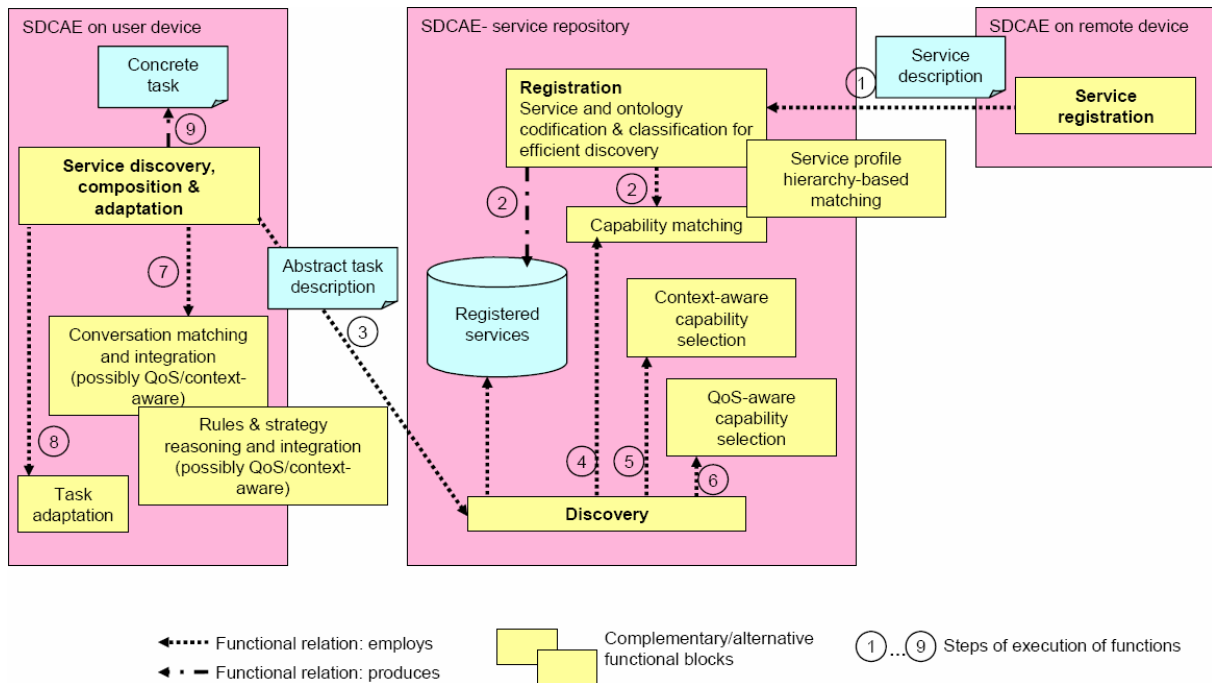 SDCAE on user device
Concrete
task
9
Service discovery,
composition &
adaptation
7
Abstract task
description
3
Conversation matching
and integration
(possibly QoS/context-
aware)
Rules & strategy
reasoning and integration
(possibly QoS/context-
aware)
8
Task
adaptation
SDCAE- service repository
Registration
Service and ontology
codification & classification for
efficient discovery
Service profile
hierarchy-based
matching
2
2
Capability matching
Registered
services
Context-aware
capability
selection
QoS-aware
capability
selection
4
5
6
Discovery
SDCAE on remote device
Service
description
1
Service
registration
Functional relation: employs
Functional relation: produces
Complementary/alternative
functional blocks
1 ... 9 Steps of execution of functions